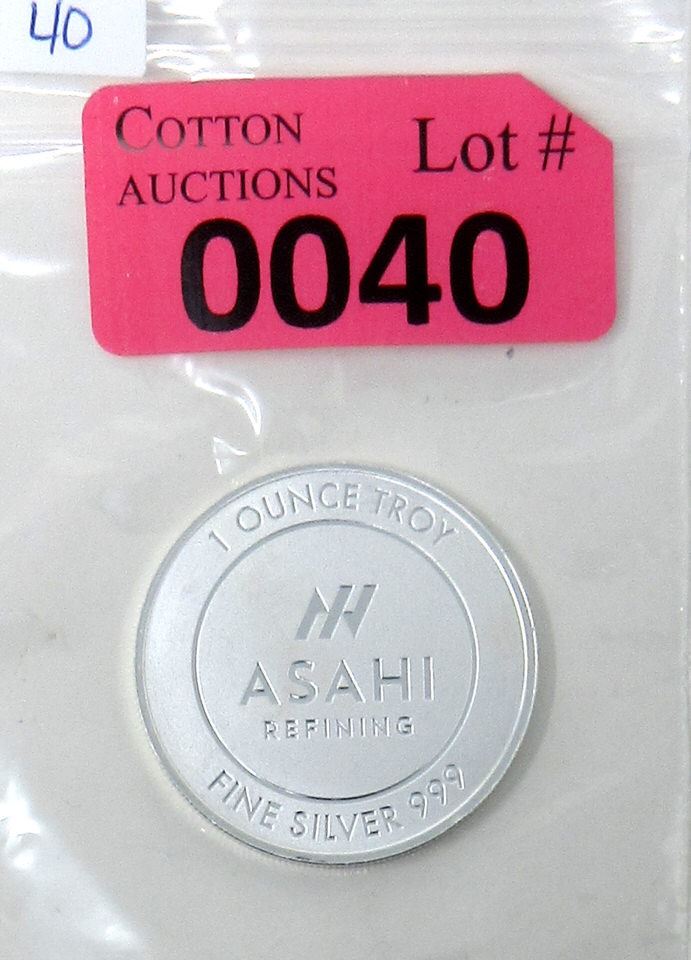 40
COTTON
AUCTIONS
Lot #
0040
1 OUNCE TROY
ASAHI
REFINING
FINE SILVER 999